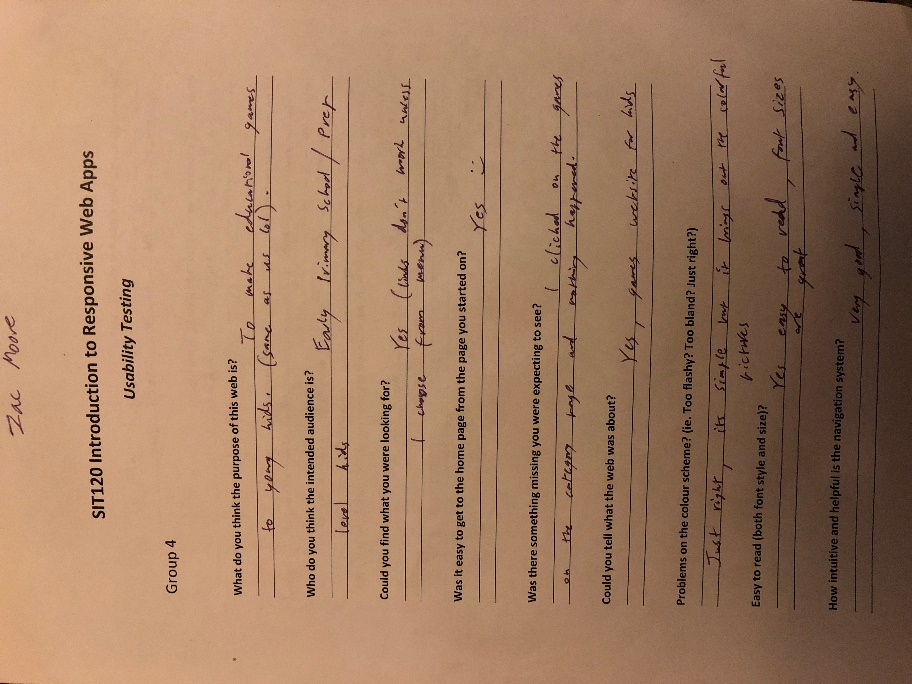 Zac Moore
SIT120 Introduction to Responsive Web Apps
Usability Testing
Group 4
What do you think the purpose of this web is?
To make educational games
to young kids. (same as us lol).
Who do you think the intended audience is?
Early Primary School / Prep
level kids
Could you find what you were looking for?
Yes (links don't work unless
I choose from menu)
Was it easy to get to the home page from the page you started on?
Yes :)
Was there something missing you were expecting to see?
I clicked on the games
on the category page and nothing happened.
Could you tell what the web was about?
Yes, games website for kids
Problems on the colour scheme? (ie. Too flashy? Too bland? Just right?)
Just right, its simple but it brings out the colorful
pictures
Easy to read (both font style and size)?
Yes easy to read, font sizes
are great
How intuitive and helpful is the navigation system?
Very good, simple and easy.